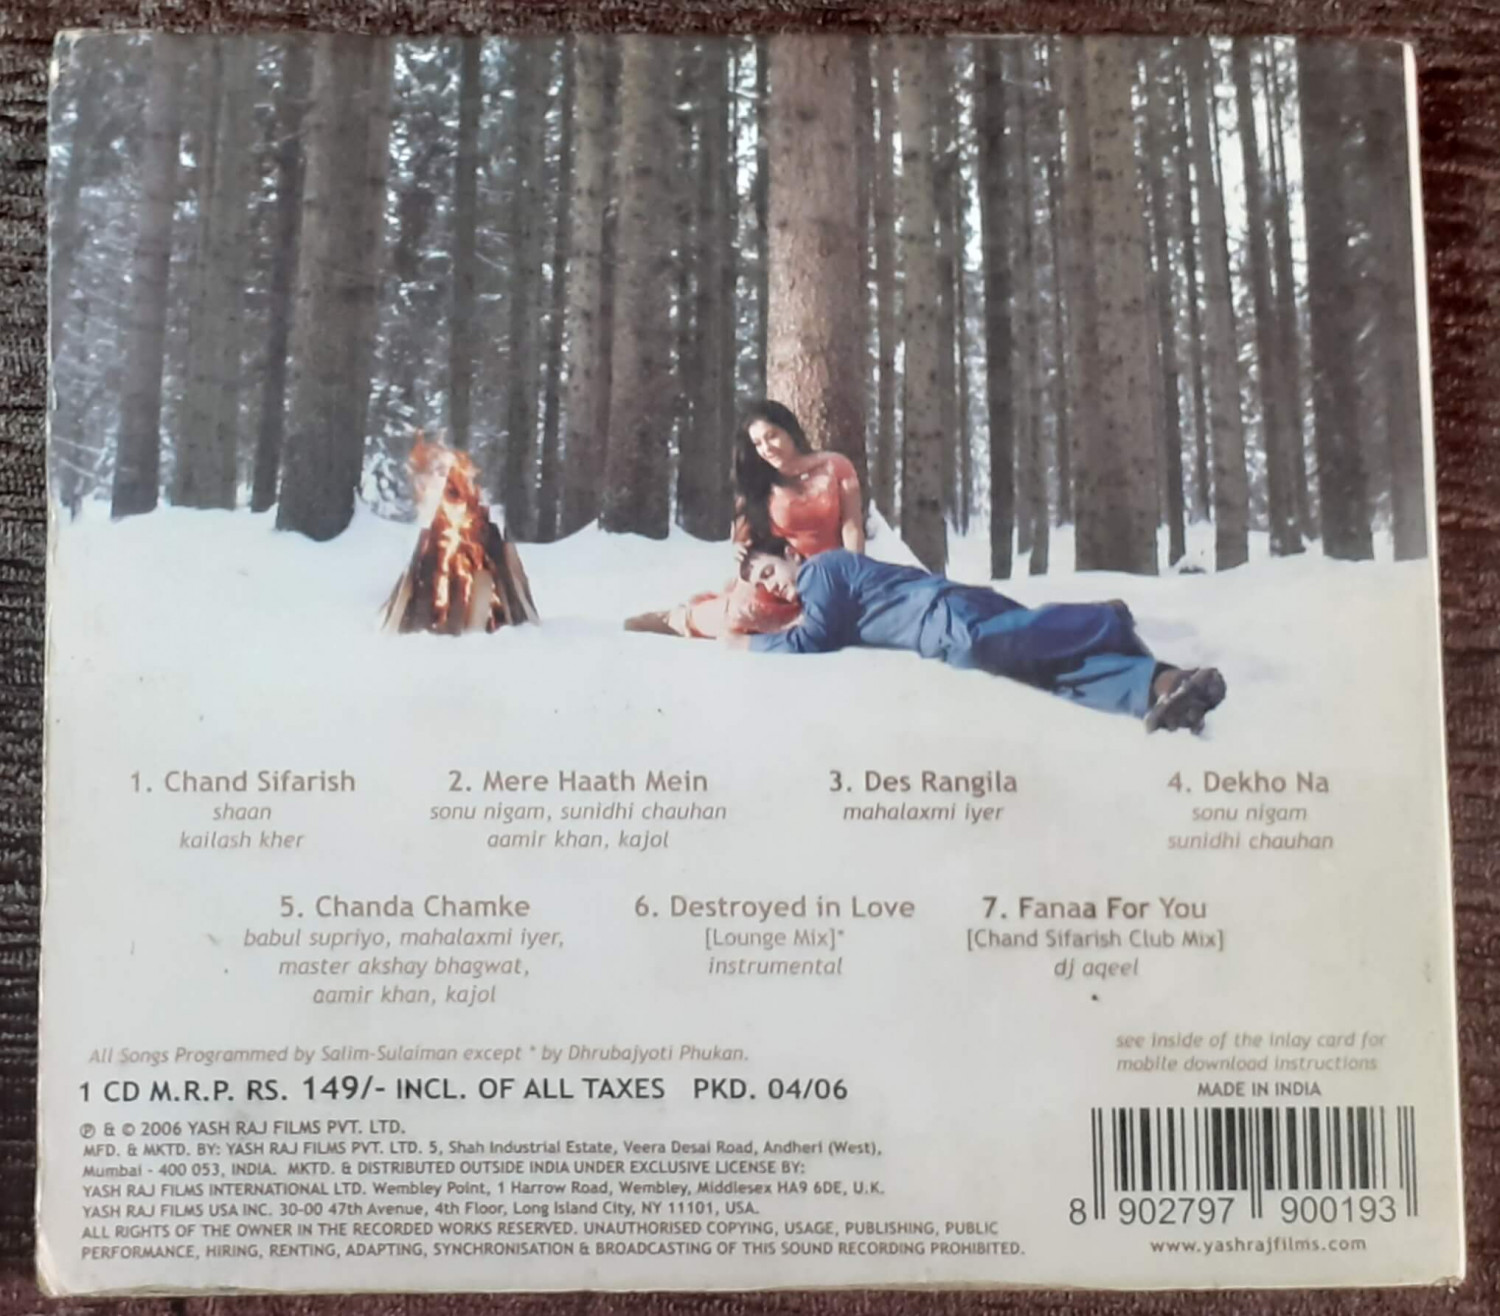 1. Chand Sifarish
shaan
kailash kher
2. Mere Haath Mein
sonu nigam, sunidhi chauhan
aamir khan, kajol
3. Des Rangila
mahalaxmi iyer
4. Dekho Na
sonu nigam
sunidhi chauhan
5. Chanda Chamke
babul supriyo, mahalaxmi iyer,
master akshay bhagwat,
aamir khan, kajol
6. Destroyed in Love
[Lounge Mix]*
instrumental
7. Fanaa For You
[Chand Sifarish Club Mix]
dj aqeel
All Songs Programmed by Salim-Sulaiman except * by Dhrubajyoti Phukan.
1 CD M.R.P. RS. 149/- INCL. OF ALL TAXES PKD. 04/06
℗ & © 2006 YASH RAJ FILMS PVT. LTD.
MFD. & MKTD. BY: YASH RAJ FILMS PVT. LTD. 5, Shah Industrial Estate, Veera Desai Road, Andheri (West),
Mumbai - 400 053, INDIA. MKTD. & DISTRIBUTED OUTSIDE INDIA UNDER EXCLUSIVE LICENSE BY:
YASH RAJ FILMS INTERNATIONAL LTD. Wembley Point, 1 Harrow Road, Wembley, Middlesex HA9 6DE, U.K.
YASH RAJ FILMS USA INC. 30-00 47th Avenue, 4th Floor, Long Island City, NY 11101, USA.
ALL RIGHTS OF THE OWNER IN THE RECORDED WORKS RESERVED. UNAUTHORISED COPYING, USAGE, PUBLISHING, PUBLIC
PERFORMANCE, HIRING, RENTING, ADAPTING, SYNCHRONISATION & BROADCASTING OF THIS SOUND RECORDING PROHIBITED.
see inside of the inlay card for
mobile download instructions
MADE IN INDIA
8 902797 900193
www.yashrajfilms.com